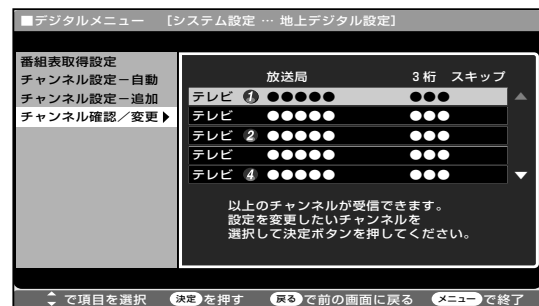 ■デジタルメニュー [システム設定 … 地上デジタル設定]
番組表取得設定
チャンネル設定－自動
チャンネル設定－追加
チャンネル確認／変更▶
放送局 3桁 スキップ
テレビ ❶ ●●●●● ●●●
テレビ ●●●●● ●●●
テレビ ❷ ●●●●● ●●●
テレビ ●●●●● ●●●
テレビ ❹ ●●●●● ●●●
以上のチャンネルが受信できます。
設定を変更したいチャンネルを
選択して決定ボタンを押してください。
で項目を選択 決定を押す 戻るで前の画面に戻る メニューで終了